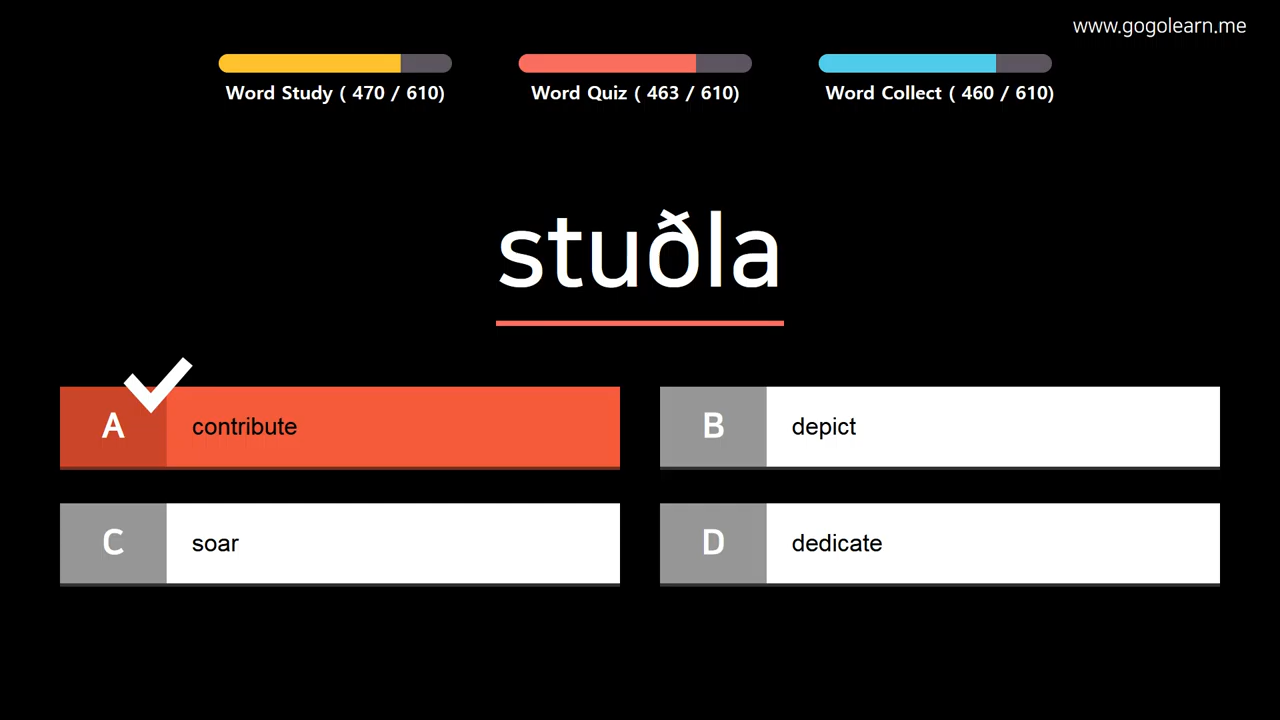 www.gogolearn.me
Word Study ( 470 / 610)
Word Quiz ( 463 / 610)
Word Collect ( 460 / 610)
stuðla
A contribute
B depict
C soar
D dedicate